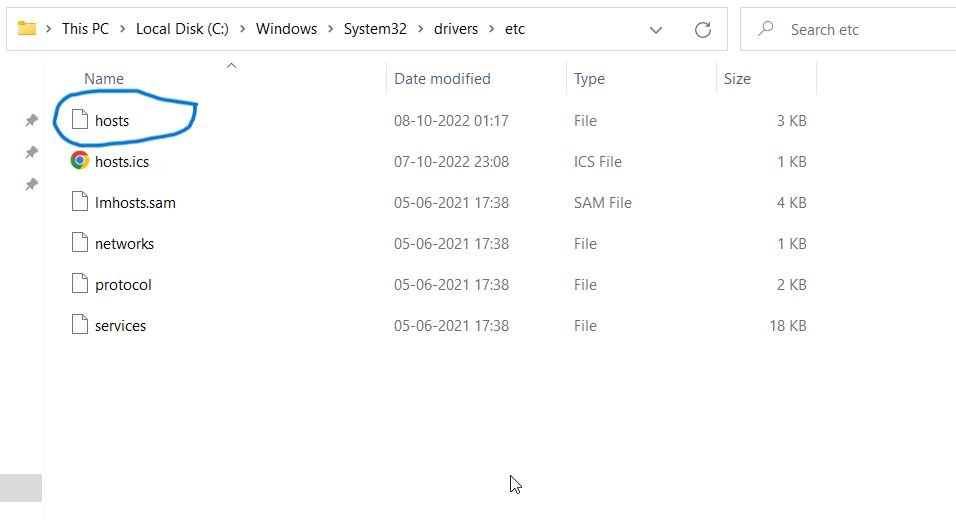 This PC > Local Disk (C:) > Windows > System32 > drivers > etc Search etc
Name Date modified Type Size
hosts 08-10-2022 01:17 File 3 KB
hosts.ics 07-10-2022 23:08 ICS File 1 KB
lmhosts.sam 05-06-2021 17:38 SAM File 4 KB
networks 05-06-2021 17:38 File 1 KB
protocol 05-06-2021 17:38 File 2 KB
services 05-06-2021 17:38 File 18 KB